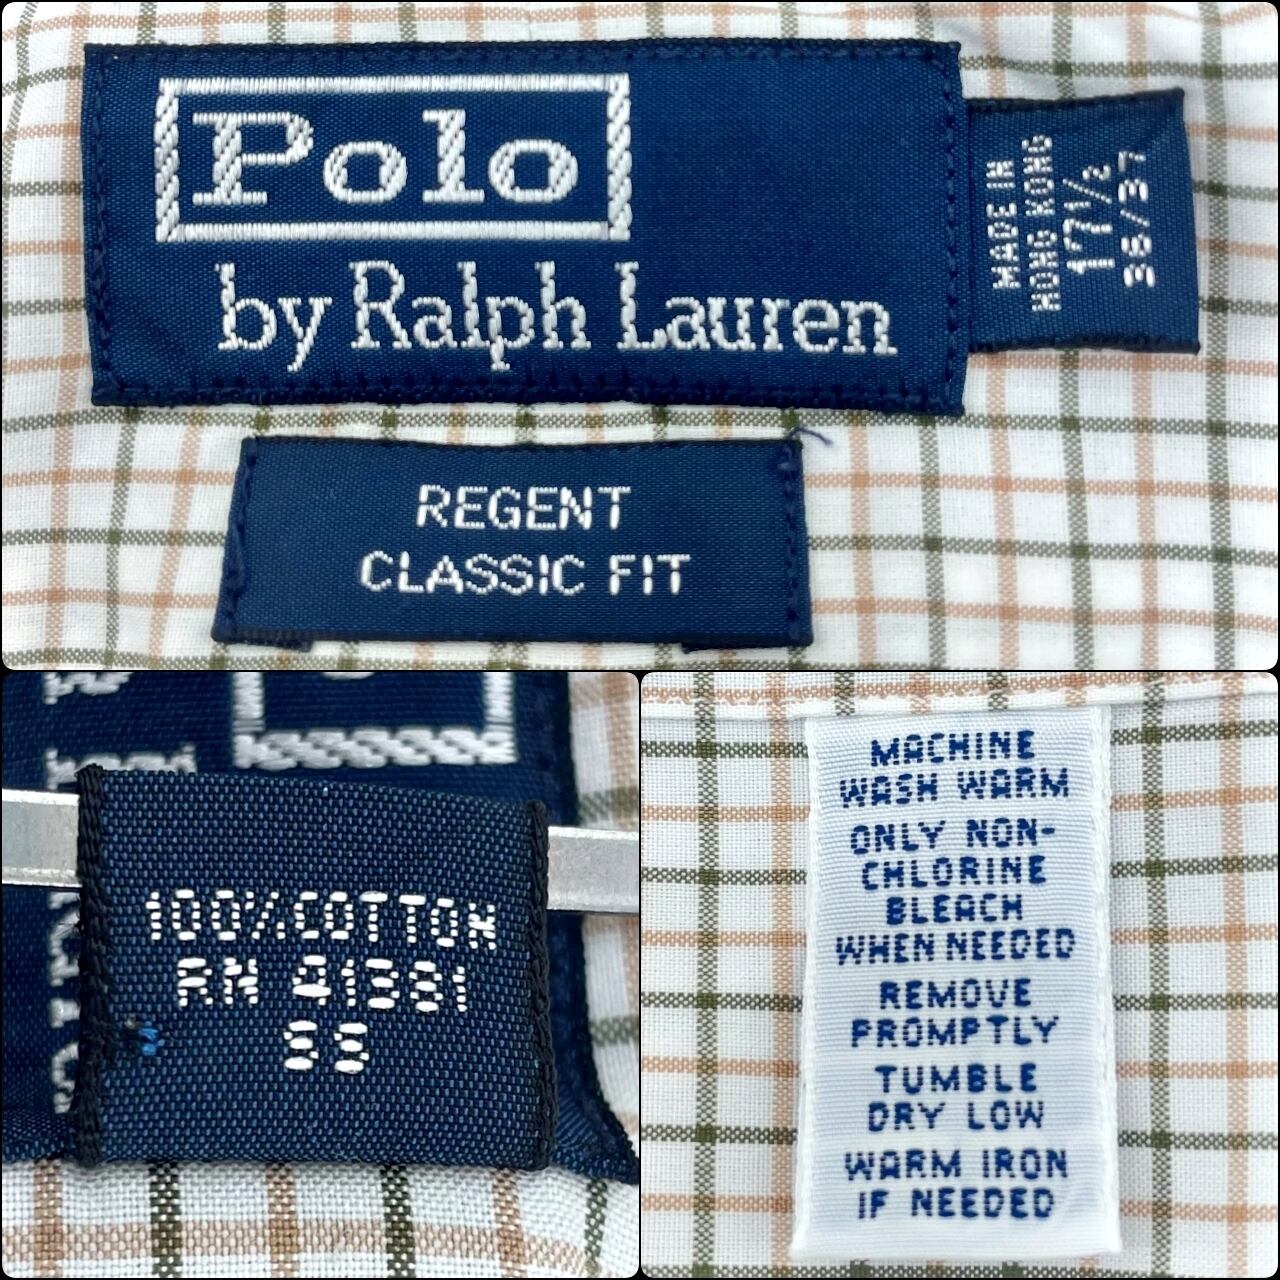 Polo
by Ralph Lauren
MADE IN
HONG KONG
17½
36/37
REGENT
CLASSIC FIT
100% COTTON
RN 41381
SS
MACHINE
WASH WARM
ONLY NON-
CHLORINE
BLEACH
WHEN NEEDED
REMOVE
PROMPTLY
TUMBLE
DRY LOW
WARM IRON
IF NEEDED